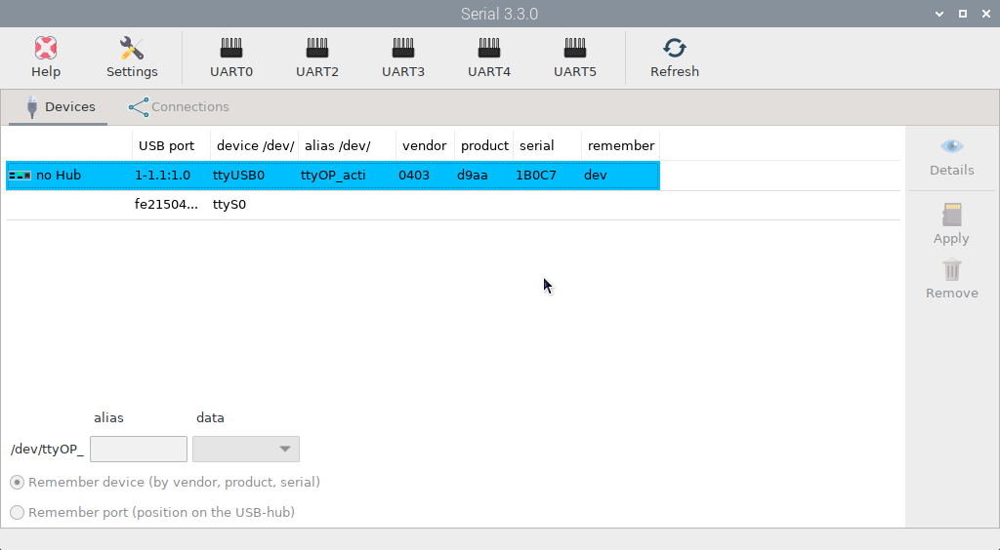 Serial 3.3.0
Help Settings UART0 UART2 UART3 UART4 UART5 Refresh
Devices Connections
USB port device /dev/ alias /dev/ vendor product serial remember
no Hub 1-1.1:1.0 ttyUSB0 ttyOP_acti 0403 d9aa 1B0C7 dev
fe21504... ttyS0
Details
Apply
Remove
alias data
/dev/ttyOP_
Remember device (by vendor, product, serial)
Remember port (position on the USB-hub)